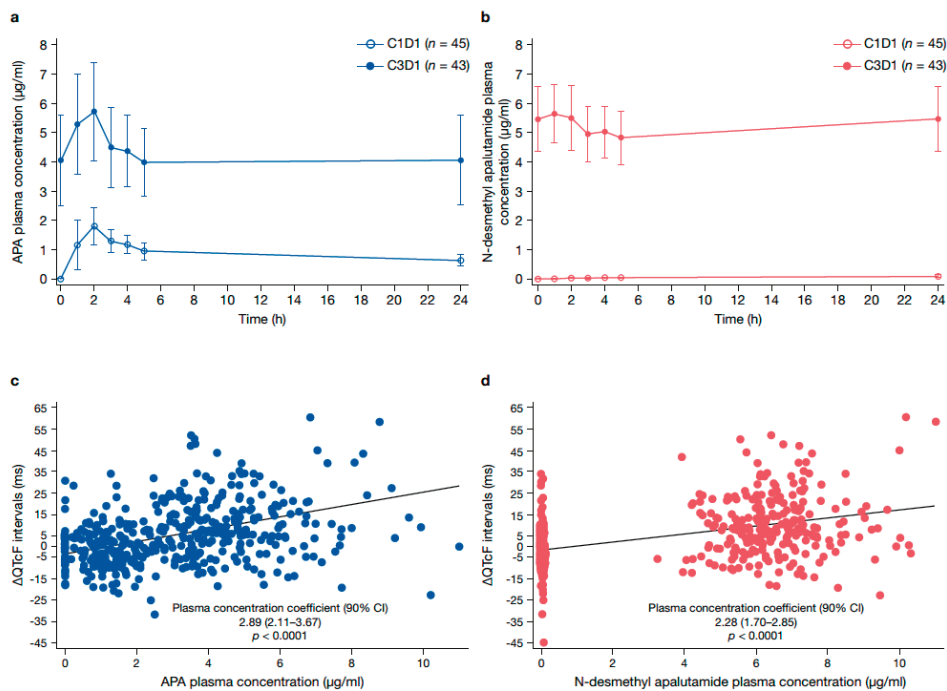 a
8
7
6
5
4
3
2
1
0
APA plasma concentration (µg/ml)
C1D1 (n = 45)
C3D1 (n = 43)
0 2 4 6 8 10 12 14 16 18 20 22 24
Time (h)
b
8
7
6
5
4
3
2
1
0
N-desmethyl apalutamide plasma
concentration (µg/ml)
C1D1 (n = 45)
C3D1 (n = 43)
0 2 4 6 8 10 12 14 16 18 20 22 24
Time (h)
c
65
55
45
35
25
15
5
-5
-15
-25
-35
-45
ΔQTcF intervals (ms)
Plasma concentration coefficient (90% CI)
2.89 (2.11–3.67)
p < 0.0001
0 2 4 6 8 10
APA plasma concentration (µg/ml)
d
65
55
45
35
25
15
5
-5
-15
-25
-35
-45
ΔQTcF intervals (ms)
Plasma concentration coefficient (90% CI)
2.28 (1.70–2.85)
p < 0.0001
0 2 4 6 8 10
N-desmethyl apalutamide plasma concentration (µg/ml)